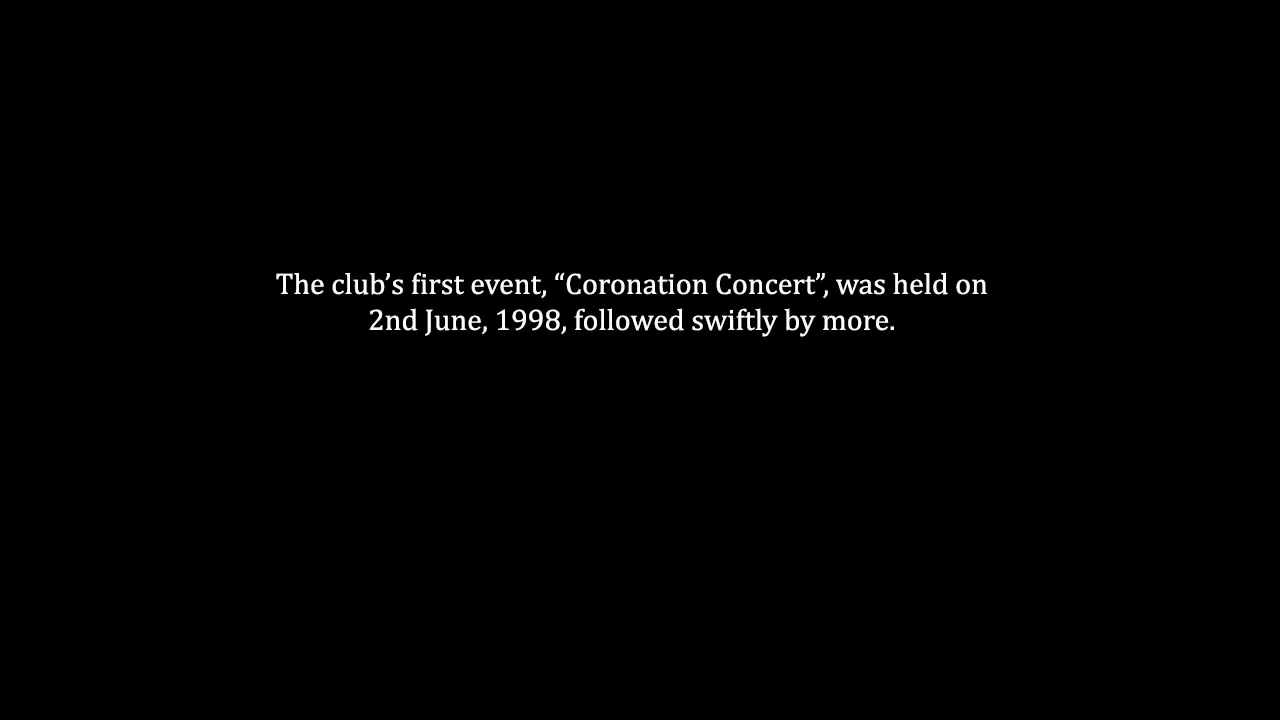 The club’s first event, “Coronation Concert”, was held on
2nd June, 1998, followed swiftly by more.